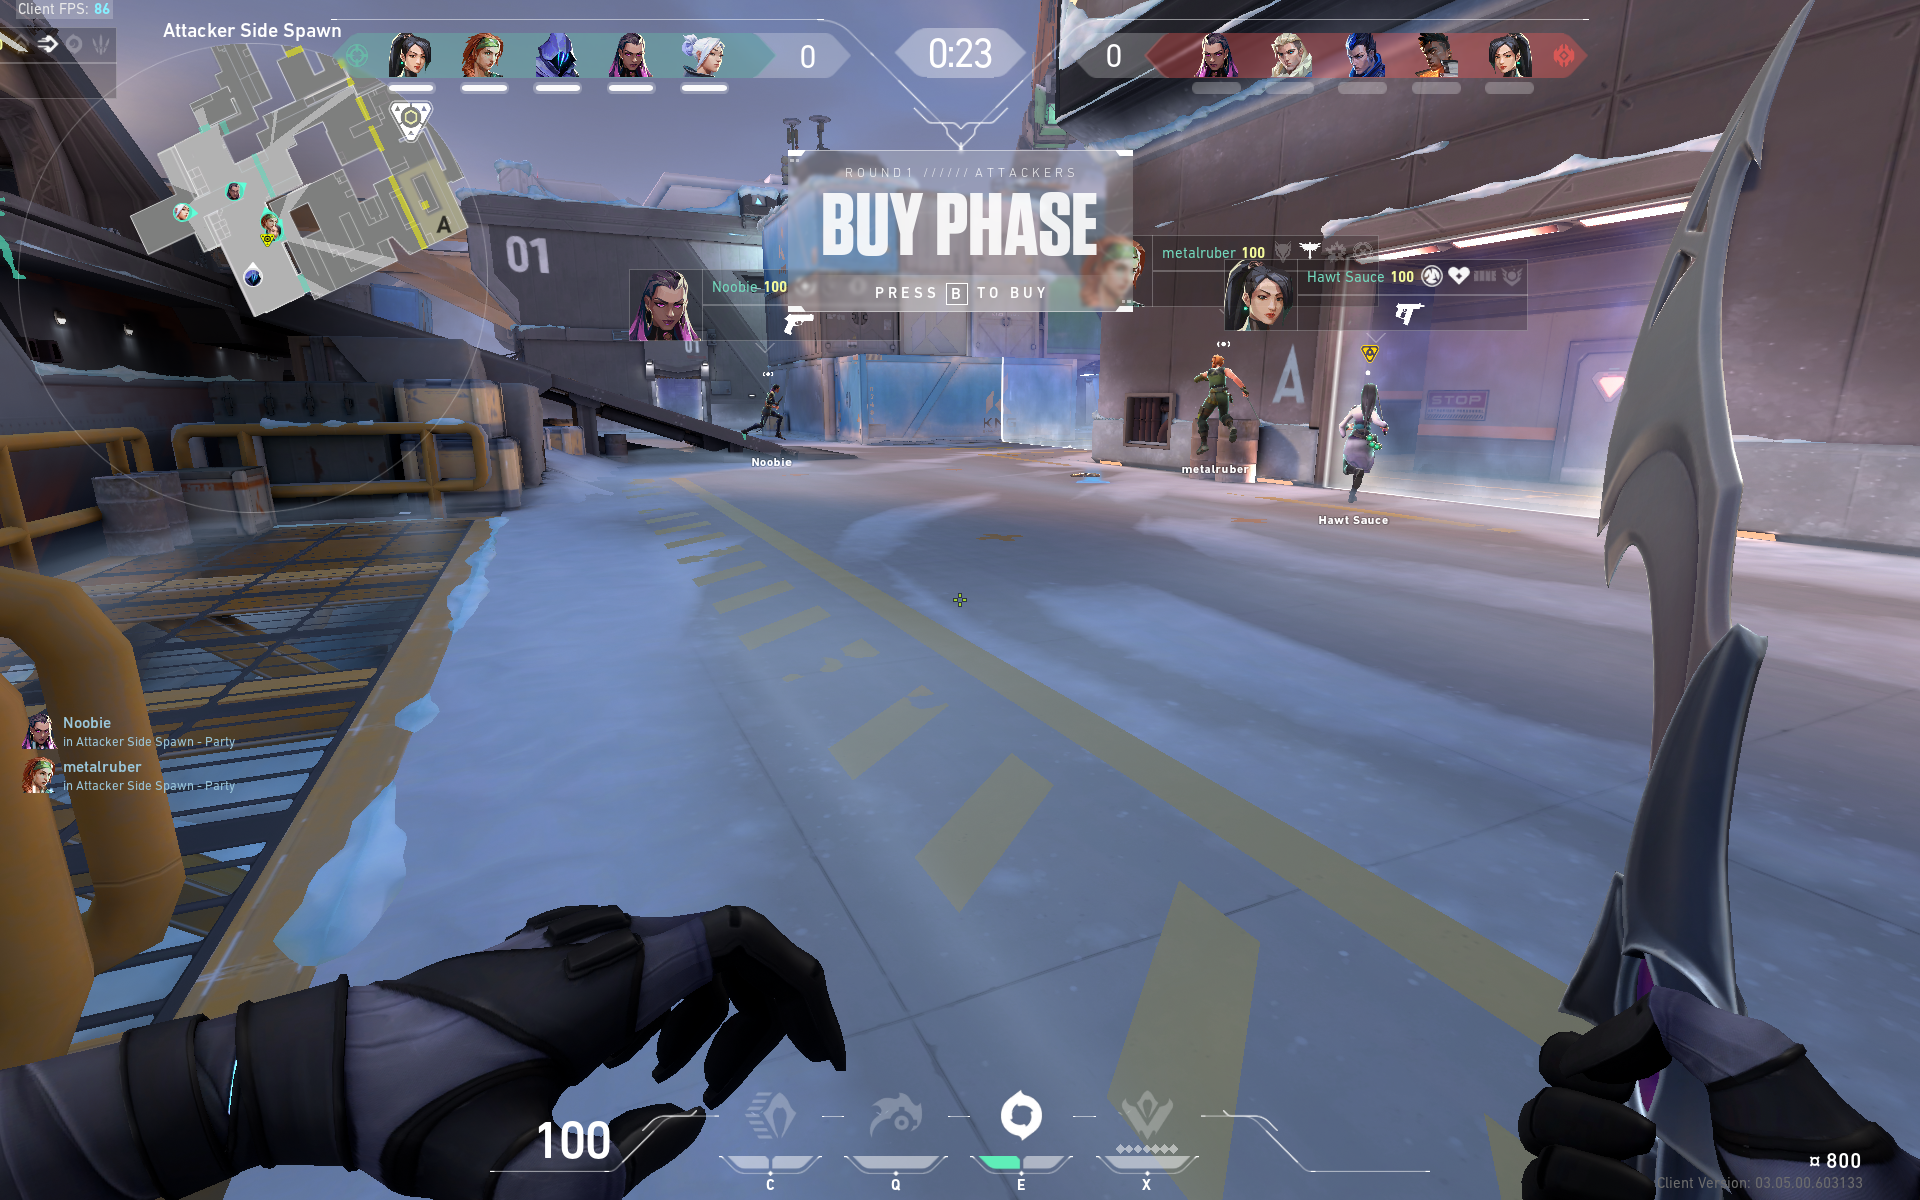 Client FPS: 86
Attacker Side Spawn
0
0:23
0
A
ROUND 1 ////// ATTACKERS
BUY PHASE
PRESS B TO BUY
01
01
Noobie 100
metalruber 100
Hawt Sauce 100
A
STOP
Noobie
metalruber
Hawt Sauce
Noobie
in Attacker Side Spawn - Party
metalruber
in Attacker Side Spawn - Party
100
C
Q
E
X
¤ 800
Client Version: 03.05.00.603133